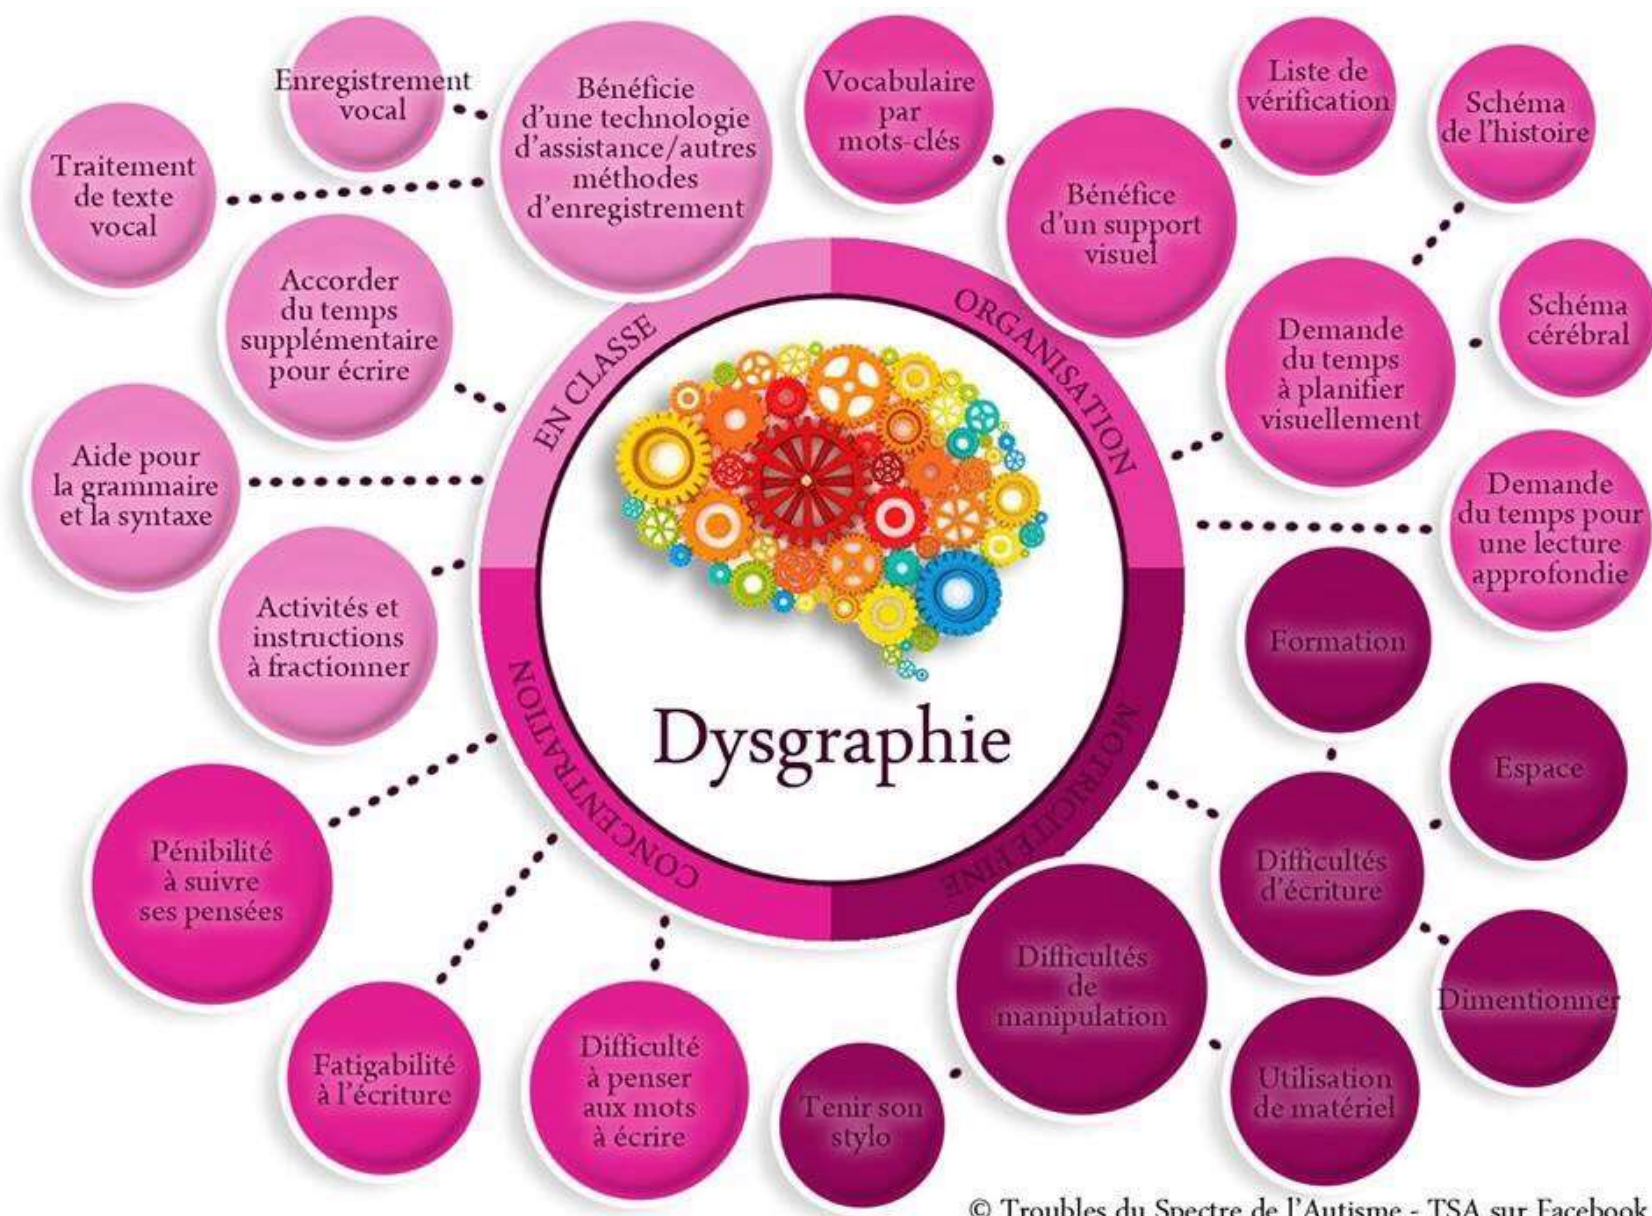 Enregistrement
vocal
Bénéficie
d'une technologie
d'assistance/autres
méthodes
d'enregistrement
Traitement
de texte
vocal
Accorder
du temps
supplémentaire
pour écrire
Aide pour
la grammaire
et la syntaxe
Activités et
instructions
à fractionner
EN CLASSE
Vocabulaire
par
mots-clés
Bénéfice
d'un support
visuel
Liste de
vérification
Schéma
de l'histoire
Demande
du temps
à planifier
visuellement
Schéma
cérébral
Demande
du temps pour
une lecture
approfondie
ORGANISATION
Dysgraphie
CONCENTRATION
Pénibilité
à suivre
ses pensées
Fatigabilité
à l'écriture
Difficulté
à penser
aux mots
à écrire
MOTRICITE FINE
Formation
Espace
Difficultés
d'écriture
Dimentionner
Difficultés
de
manipulation
Tenir son
stylo
Utilisation
de matériel
© Troubles du Spectre de l'Autisme - TSA sur Facebook